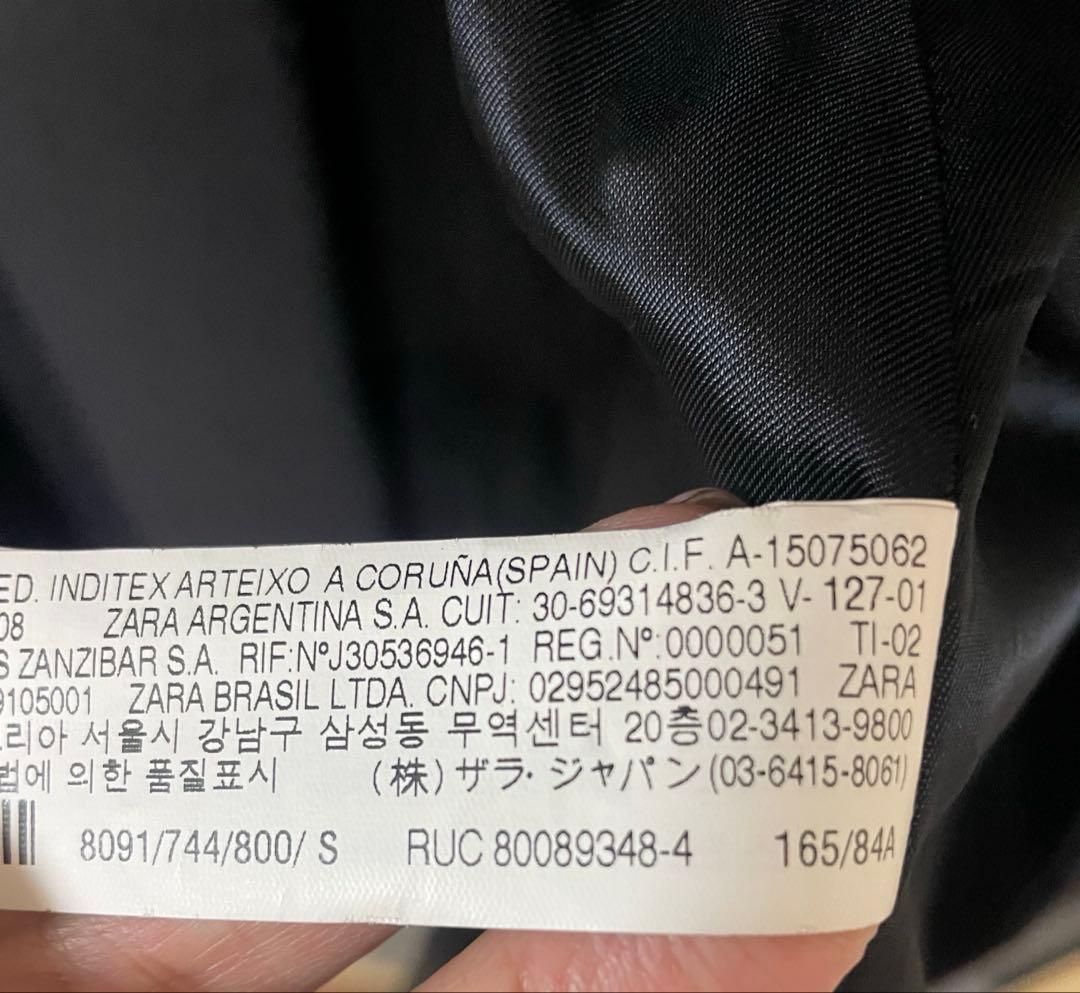 ED. INDITEX ARTEIXO A CORUÑA (SPAIN) C.I.F. A-15075062
08 ZARA ARGENTINA S.A. CUIT: 30-69314836-3 V- 127-01
S ZANZIBAR S.A. RIF:NºJ30536946-1 REG.Nº:0000051 TI-02
9105001 ZARA BRASIL LTDA. CNPJ: 02952485000491 ZARA
리아 서울시 강남구 삼성동 무역센터 20층02-3413-9800
법에 의한 품질표시 (株)ザラ・ジャパン(03-6415-8061)
8091/744/800/ S RUC 80089348-4 165/84A